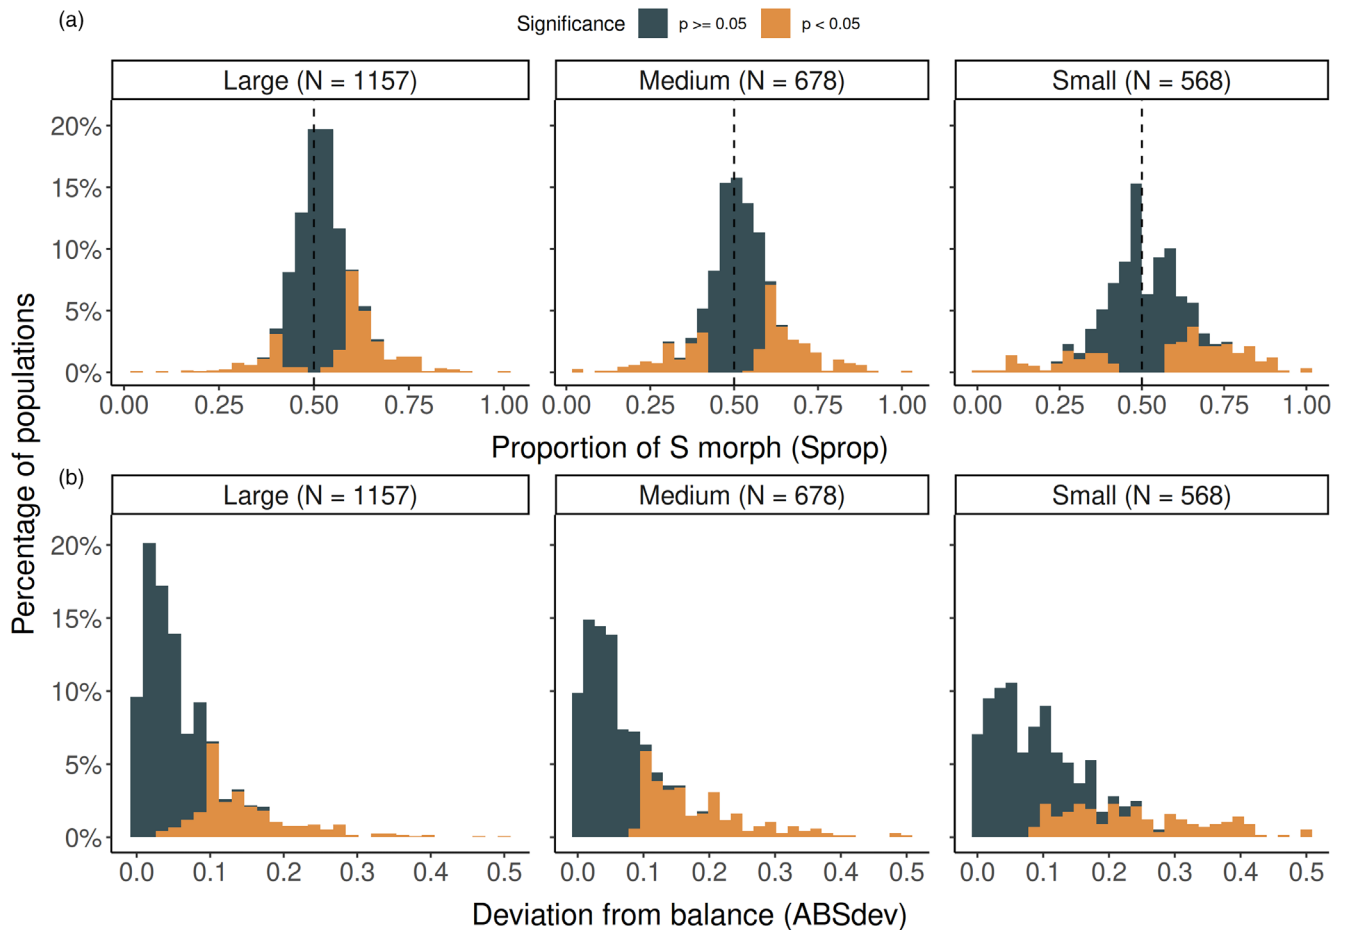 (a)
Significance p >= 0.05 p < 0.05
Large (N = 1157) Medium (N = 678) Small (N = 568)
20%
15%
10%
5%
0%
0.00 0.25 0.50 0.75 1.00 0.00 0.25 0.50 0.75 1.00 0.00 0.25 0.50 0.75 1.00
Proportion of S morph (Sprop)
Percentage of populations
(b)
Large (N = 1157) Medium (N = 678) Small (N = 568)
20%
15%
10%
5%
0%
0.0 0.1 0.2 0.3 0.4 0.5 0.0 0.1 0.2 0.3 0.4 0.5 0.0 0.1 0.2 0.3 0.4 0.5
Deviation from balance (ABSdev)